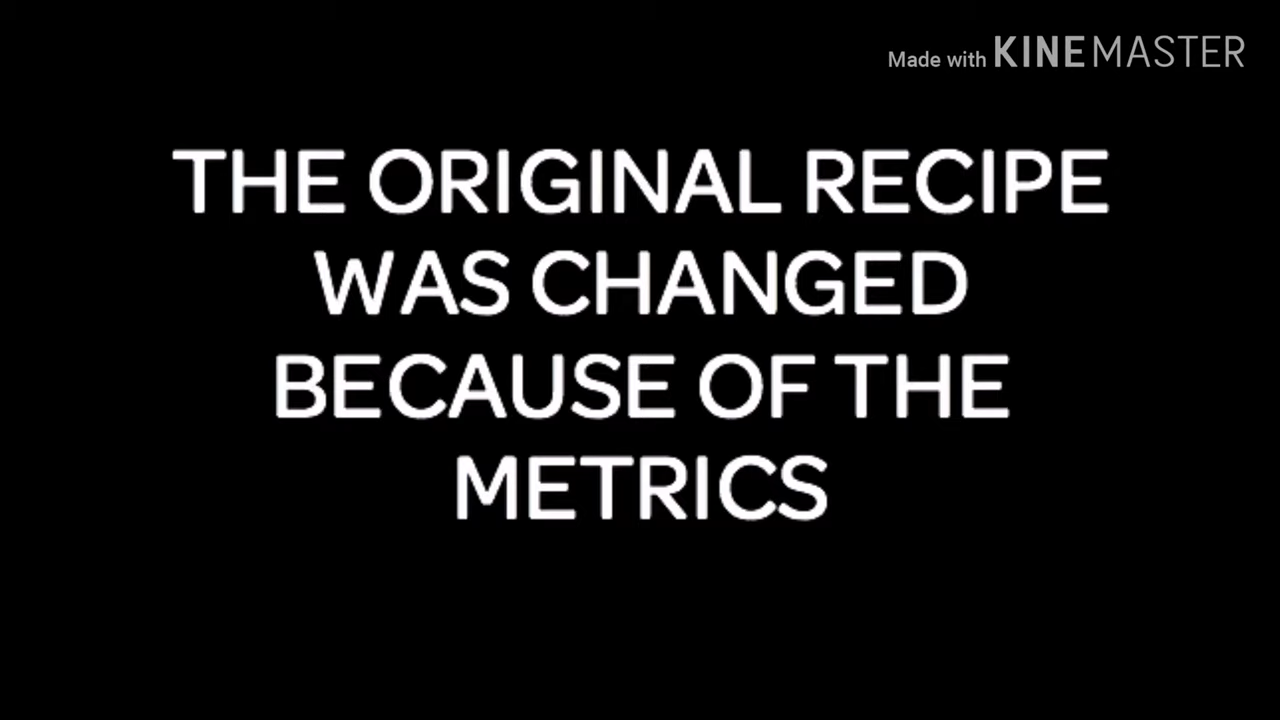 Made with KINEMASTER
THE ORIGINAL RECIPE
WAS CHANGED
BECAUSE OF THE
METRICS